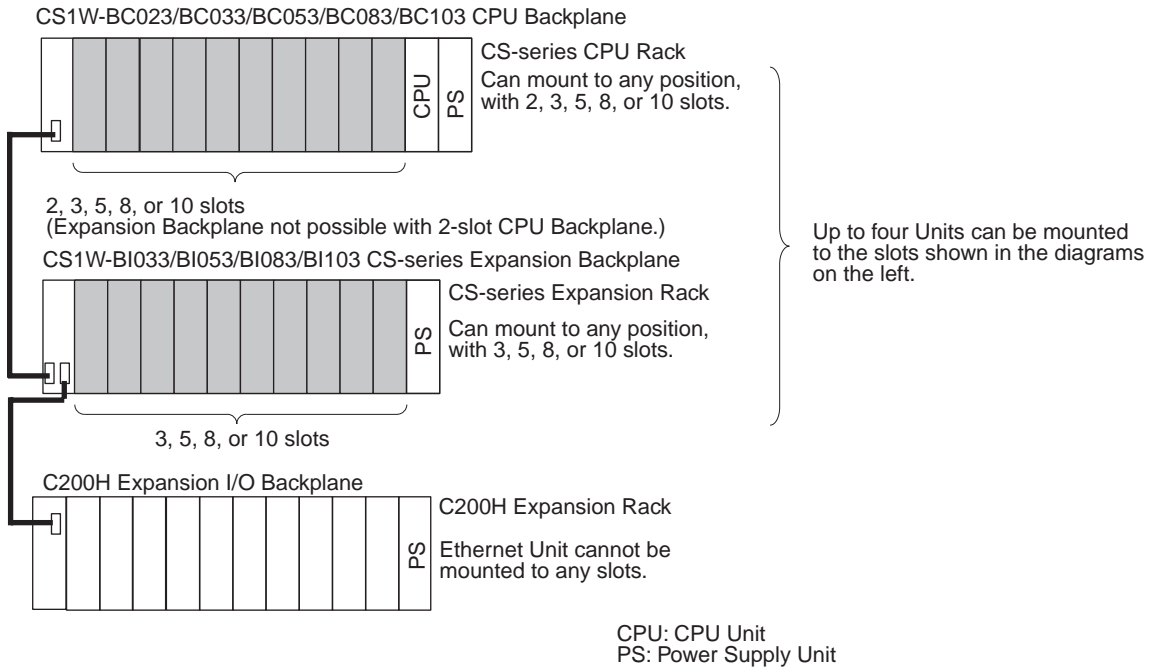 CS1W-BC023/BC033/BC053/BC083/BC103 CPU Backplane
CS-series CPU Rack
Can mount to any position,
with 2, 3, 5, 8, or 10 slots.
CPU
PS
2, 3, 5, 8, or 10 slots
(Expansion Backplane not possible with 2-slot CPU Backplane.)
CS1W-BI033/BI053/BI083/BI103 CS-series Expansion Backplane
CS-series Expansion Rack
Can mount to any position,
with 3, 5, 8, or 10 slots.
PS
3, 5, 8, or 10 slots
Up to four Units can be mounted
to the slots shown in the diagrams
on the left.
C200H Expansion I/O Backplane
C200H Expansion Rack
Ethernet Unit cannot be
mounted to any slots.
PS
CPU: CPU Unit
PS: Power Supply Unit